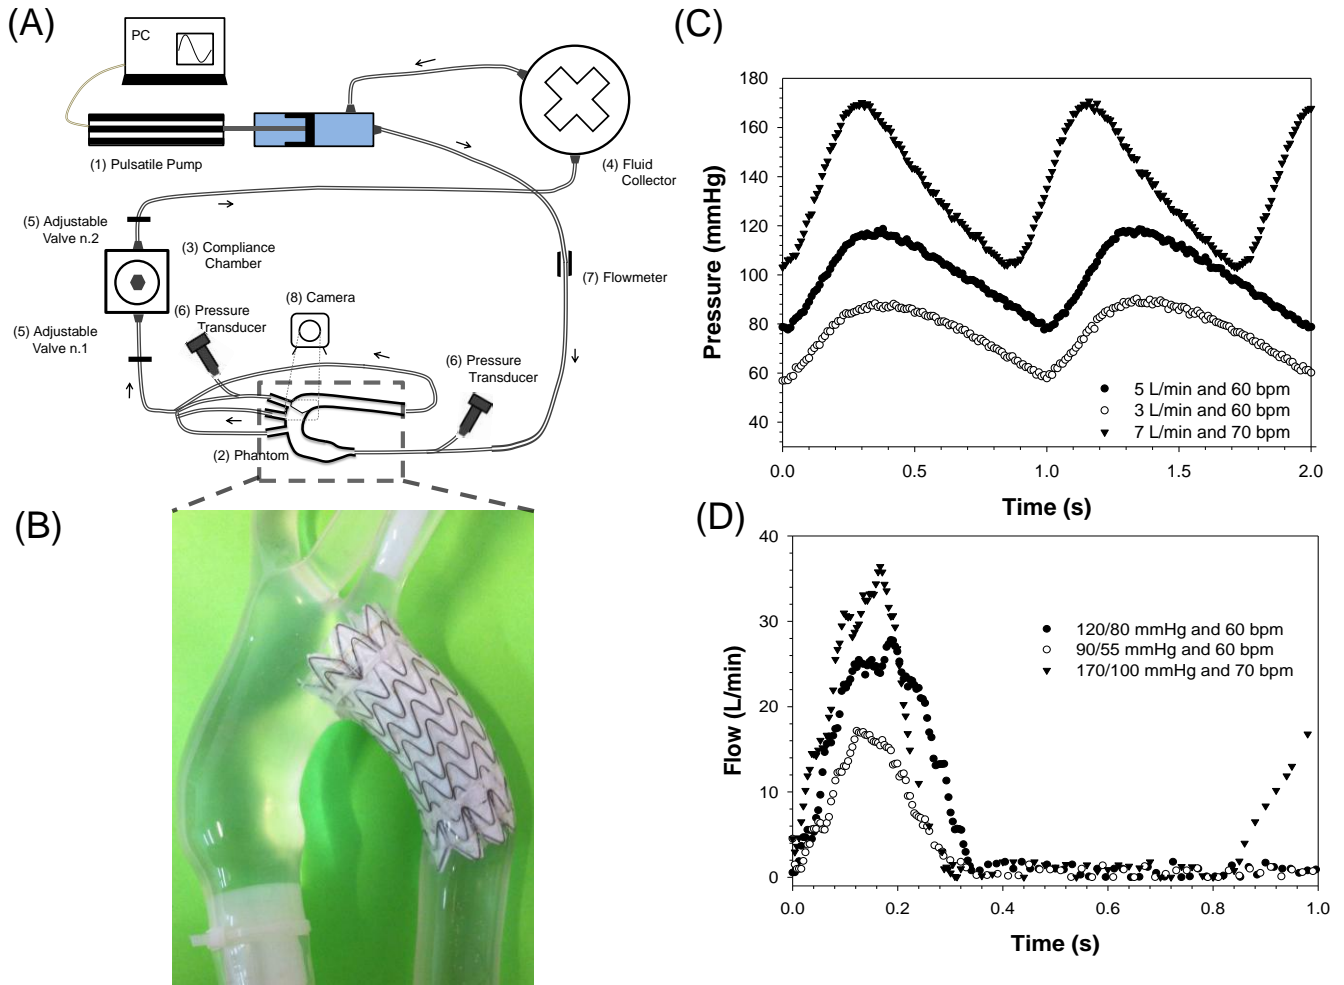 (A)
PC
(1) Pulsatile Pump
(4) Fluid
Collector
(5) Adjustable
Valve n.2
(3) Compliance
Chamber
(7) Flowmeter
(8) Camera
(6) Pressure
Transducer
(5) Adjustable
Valve n.1
(6) Pressure
Transducer
(2) Phantom
(B)
(C)
Pressure (mmHg)
180
160
140
120
100
80
60
40
5 L/min and 60 bpm
3 L/min and 60 bpm
7 L/min and 70 bpm
0.0 0.5 1.0 1.5 2.0
Time (s)
(D)
Flow (L/min)
40
30
20
10
0
120/80 mmHg and 60 bpm
90/55 mmHg and 60 bpm
170/100 mmHg and 70 bpm
0.0 0.2 0.4 0.6 0.8 1.0
Time (s)